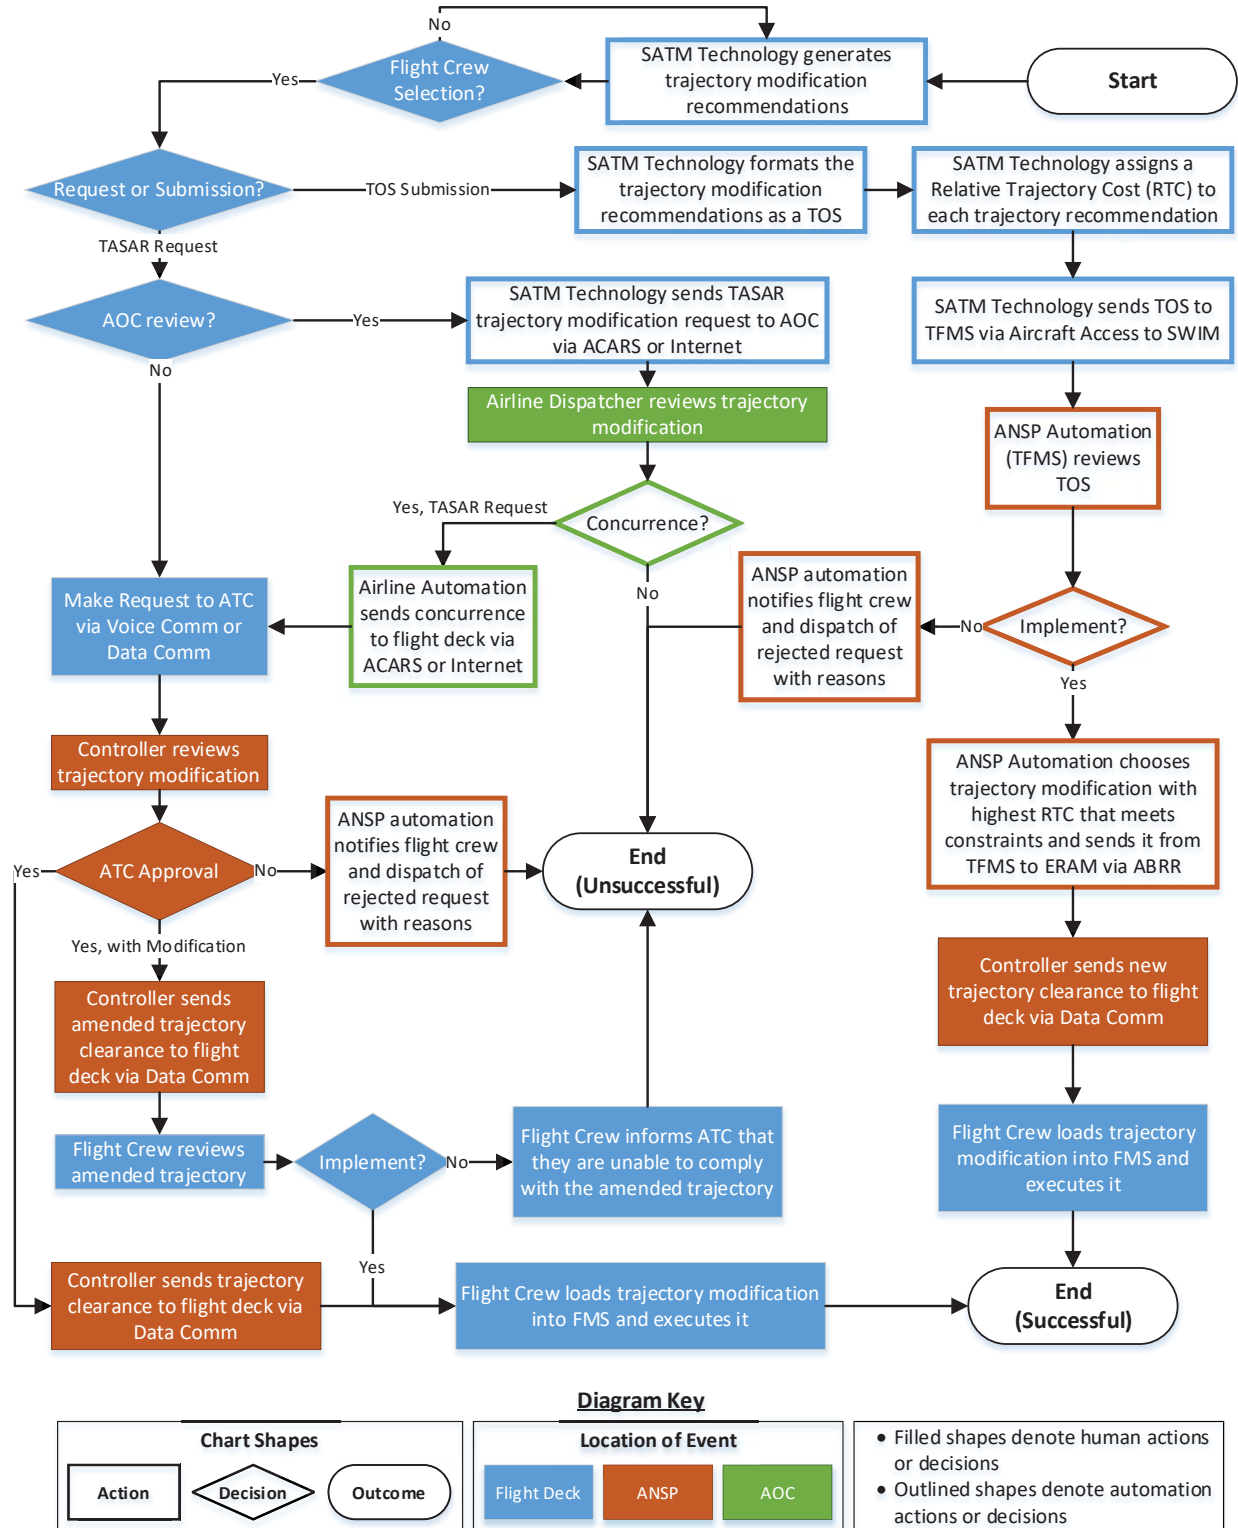 No
Flight Crew
Selection?
Yes
SATM Technology generates
trajectory modification
recommendations
Start
Request or Submission?
TOS Submission
SATM Technology formats the
trajectory modification
recommendations as a TOS
SATM Technology assigns a
Relative Trajectory Cost (RTC) to
each trajectory recommendation
TASAR Request
AOC review?
Yes
SATM Technology sends TASAR
trajectory modification request to AOC
via ACARS or Internet
SATM Technology sends TOS to
TFMS via Aircraft Access to SWIM
No
Airline Dispatcher reviews trajectory
modification
ANSP Automation
(TFMS) reviews
TOS
Yes, TASAR Request
Concurrence?
No
Airline Automation
sends concurrence
to flight deck via
ACARS or Internet
Make Request to ATC
via Voice Comm or
Data Comm
ANSP automation
notifies flight crew
and dispatch of
rejected request
with reasons
No
Implement?
Yes
Controller reviews
trajectory modification
ANSP Automation chooses
trajectory modification with
highest RTC that meets
constraints and sends it from
TFMS to ERAM via ABRR
Yes
ATC Approval
No
ANSP automation
notifies flight crew
and dispatch of
rejected request
with reasons
End
(Unsuccessful)
Yes, with Modification
Controller sends
amended trajectory
clearance to flight
deck via Data Comm
Controller sends new
trajectory clearance to flight
deck via Data Comm
Flight Crew reviews
amended trajectory
Implement?
No
Flight Crew informs ATC that
they are unable to comply
with the amended trajectory
Flight Crew loads trajectory
modification into FMS and
executes it
Yes
Controller sends trajectory
clearance to flight deck via
Data Comm
Flight Crew loads trajectory modification
into FMS and executes it
End
(Successful)
Diagram Key
Chart Shapes
Action
Decision
Outcome
Location of Event
Flight Deck
ANSP
AOC
• Filled shapes denote human actions
or decisions
• Outlined shapes denote automation
actions or decisions